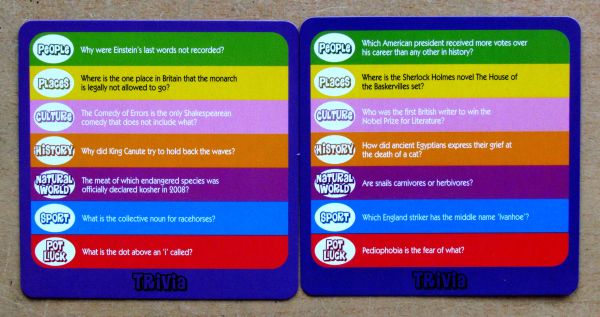 PEOPLE
Why were Einstein's last words not recorded?
PLACES
Where is the one place in Britain that the monarch
is legally not allowed to go?
CULTURE
The Comedy of Errors is the only Shakespearean
comedy that does not include what?
HISTORY
Why did King Canute try to hold back the waves?
NATURAL
WORLD
The meat of which endangered species was
officially declared kosher in 2008?
SPORT
What is the collective noun for racehorses?
POT
LUCK
What is the dot above an 'i' called?
TRiVia
PEOPLE
Which American president received more votes over
his career than any other in history?
PLACES
Where is the Sherlock Holmes novel The House of
the Baskervilles set?
CULTURE
Who was the first British writer to win the
Nobel Prize for Literature?
HISTORY
How did ancient Egyptians express their grief at
the death of a cat?
NATURAL
WORLD
Are snails carnivores or herbivores?
SPORT
Which England striker has the middle name 'Ivanhoe'?
POT
LUCK
Pediophobia is the fear of what?
TRiVia